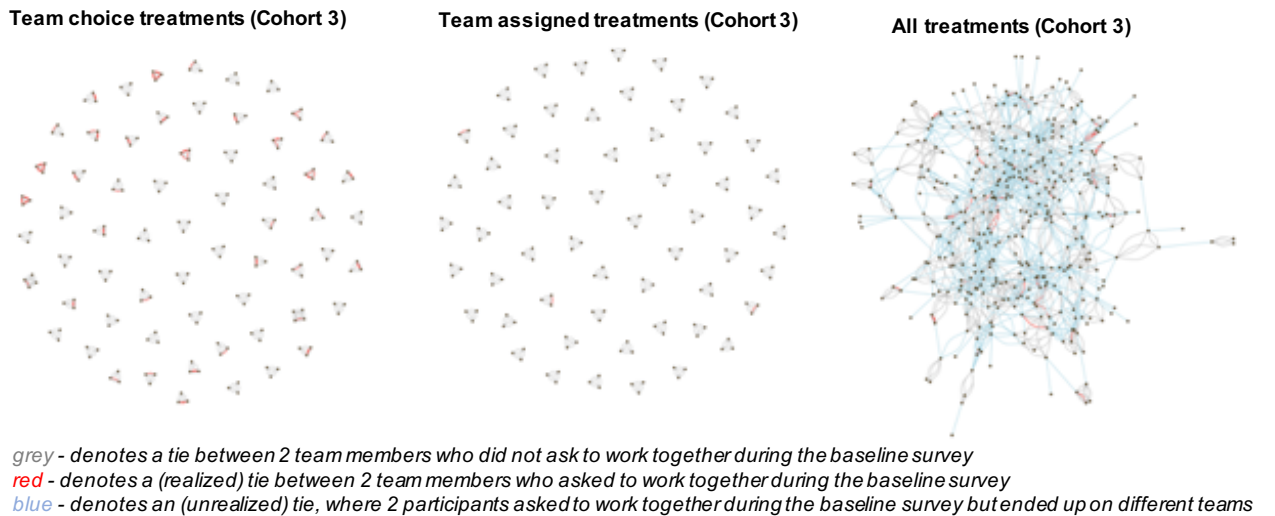 Team choice treatments (Cohort 3)
Team assigned treatments (Cohort 3)
All treatments (Cohort 3)
grey - denotes a tie between 2 team members who did not ask to work together during the baseline survey
red - denotes a (realized) tie between 2 team members who asked to work together during the baseline survey
blue - denotes an (unrealized) tie, where 2 participants asked to work together during the baseline survey but ended up on different teams